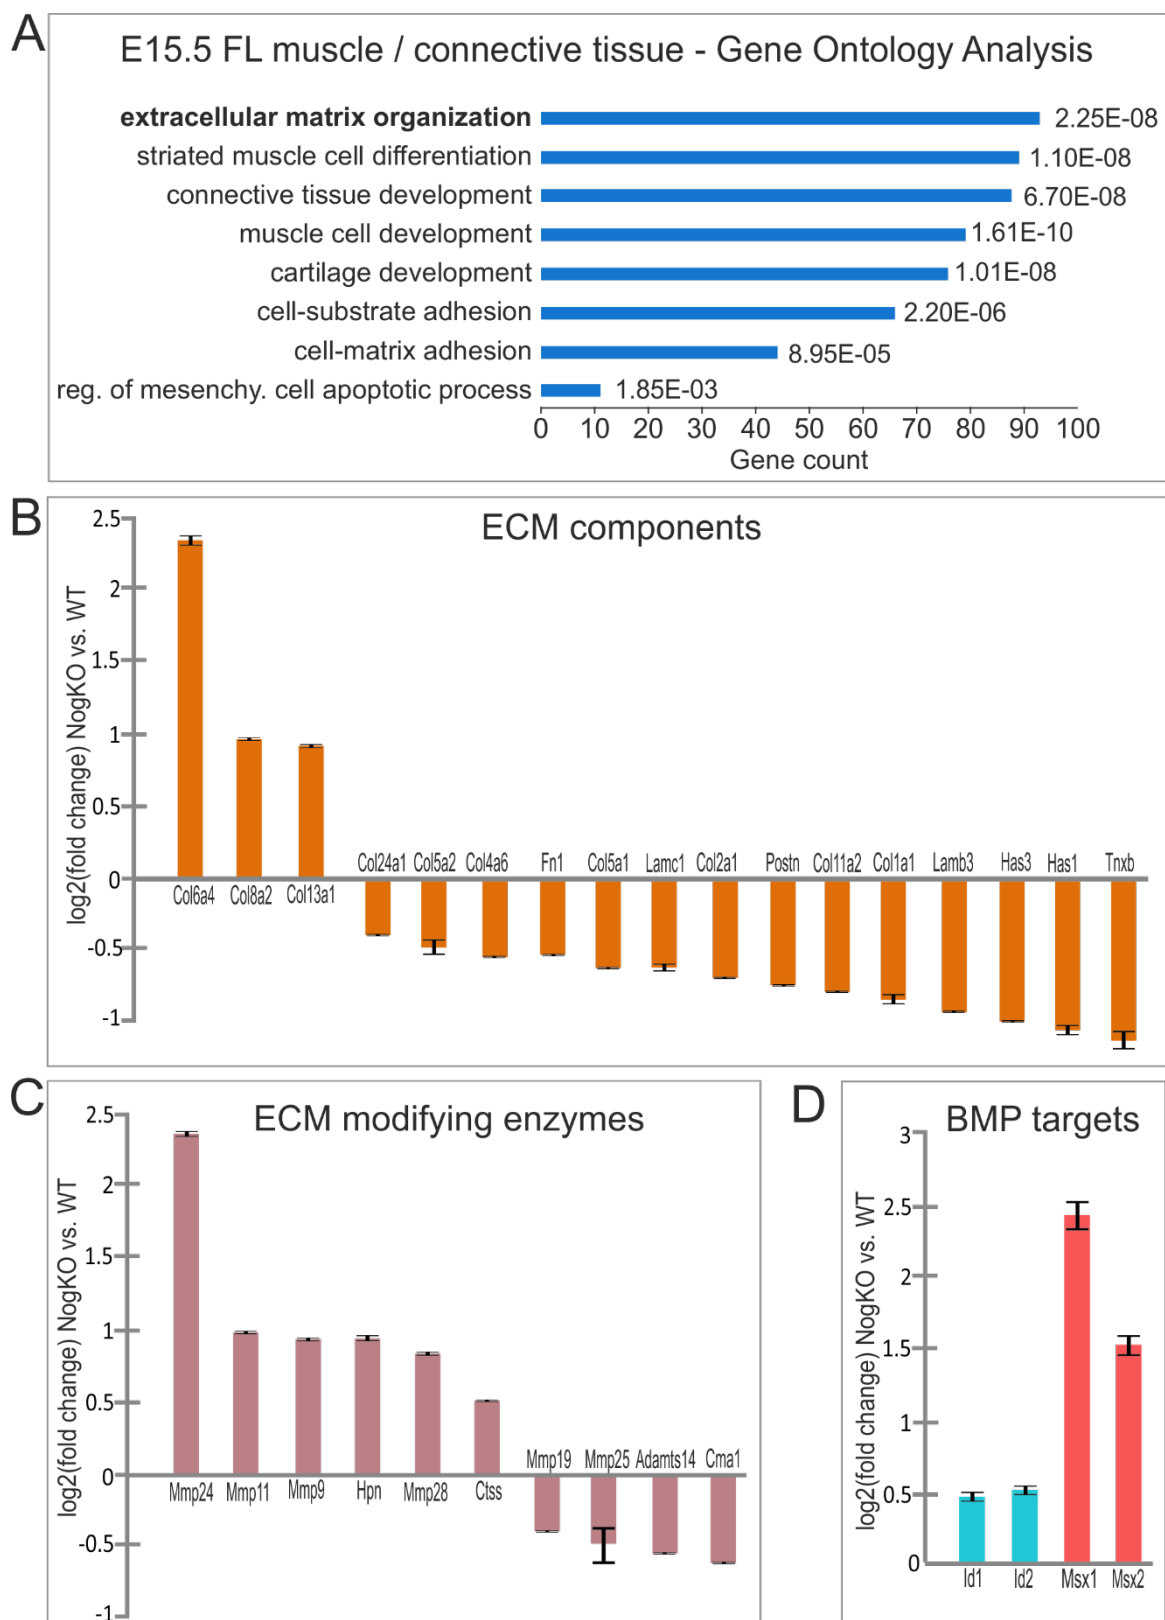 A
E15.5 FL muscle / connective tissue - Gene Ontology Analysis
extracellular matrix organization 2.25E-08
striated muscle cell differentiation 1.10E-08
connective tissue development 6.70E-08
muscle cell development 1.61E-10
cartilage development 1.01E-08
cell-substrate adhesion 2.20E-06
cell-matrix adhesion 8.95E-05
reg. of mesenchy. cell apoptotic process 1.85E-03
0 10 20 30 40 50 60 70 80 90 100
Gene count
B
ECM components
log2(fold change) NogKO vs. WT
2.5
2
1.5
1
0.5
0
-0.5
-1
Col24a1 Col5a2 Col4a6 Fn1 Col5a1 Lamc1 Col2a1 Postn Col11a2 Col1a1 Lamb3 Has3 Has1 Tnxb
Col6a4 Col8a2 Col13a1
C
ECM modifying enzymes
log2(fold change) NogKO vs. WT
2.5
2
1.5
1
0.5
0
-0.5
-1
Mmp19 Mmp25 Adamts14 Cma1
Mmp24 Mmp11 Mmp9 Hpn Mmp28 Ctss
D
BMP targets
log2(fold change) NogKO vs. WT
3
2.5
2
1.5
1
0.5
0
Id1 Id2 Msx1 Msx2